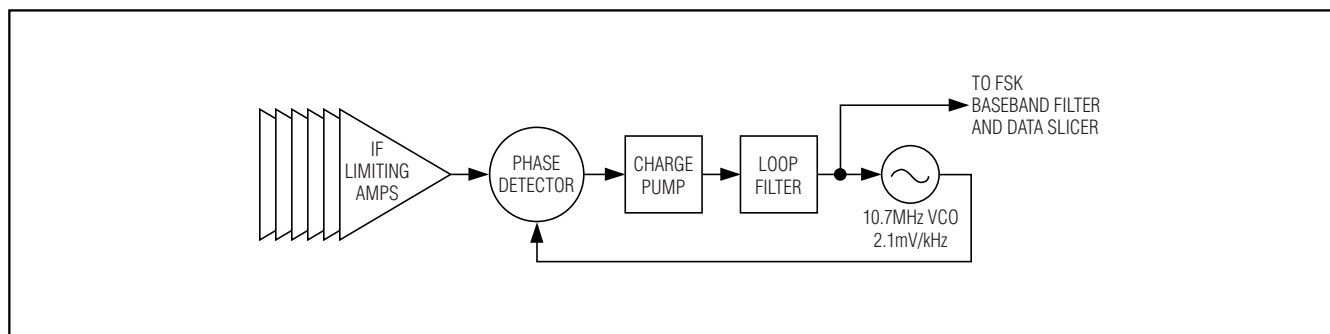 IF
LIMITING
AMPS
PHASE
DETECTOR
CHARGE
PUMP
LOOP
FILTER
TO FSK
BASEBAND FILTER
AND DATA SLICER
10.7MHz VCO
2.1mV/kHz